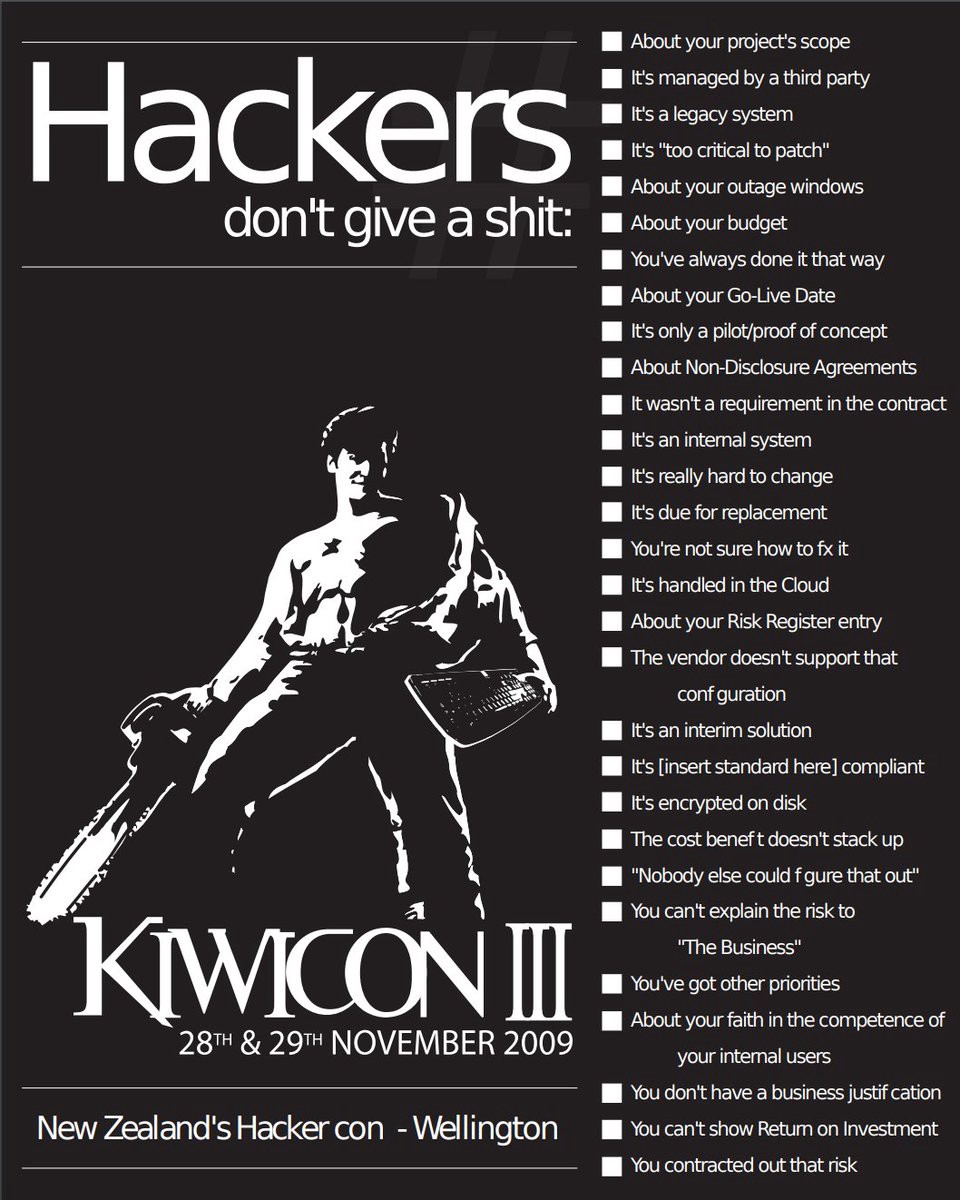 Hackers
don't give a shit:
About your project's scope
It's managed by a third party
It's a legacy system
It's "too critical to patch"
About your outage windows
About your budget
You've always done it that way
About your Go-Live Date
It's only a pilot/proof of concept
About Non-Disclosure Agreements
It wasn't a requirement in the contract
It's an internal system
It's really hard to change
It's due for replacement
You're not sure how to fx it
It's handled in the Cloud
About your Risk Register entry
The vendor doesn't support that
conf guration
It's an interim solution
It's [insert standard here] compliant
It's encrypted on disk
The cost benef t doesn't stack up
"Nobody else could f gure that out"
You can't explain the risk to
"The Business"
You've got other priorities
About your faith in the competence of
your internal users
You don't have a business justif cation
You can't show Return on Investment
You contracted out that risk
KIWICON III
28TH & 29TH NOVEMBER 2009
New Zealand's Hacker con - Wellington